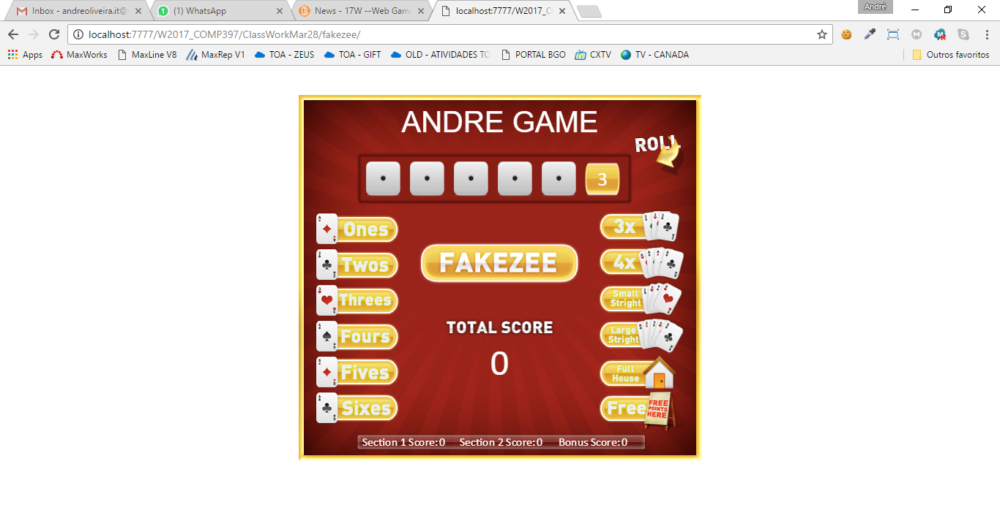 Inbox - andreoliveira.it@
(1) WhatsApp
News - 17W --Web Gam
localhost:7777/W2017_C
André
localhost:7777/W2017_COMP397/ClassWorkMar28/fakezee/
Apps
MaxWorks
MaxLine V8
MaxRep V1
TOA - ZEUS
TOA - GIFT
OLD - ATIVIDADES TO
PORTAL BGO
CXTV
TV - CANADA
Outros favoritos
ANDRE GAME
ROLL
3
Ones
3x
Twos
FAKEZEE
4x
Threes
Small
Stright
TOTAL SCORE
Fours
Large
Stright
0
Fives
Full
House
Sixes
Free
FREE
POINTS
HERE
Section 1 Score: 0
Section 2 Score: 0
Bonus Score: 0